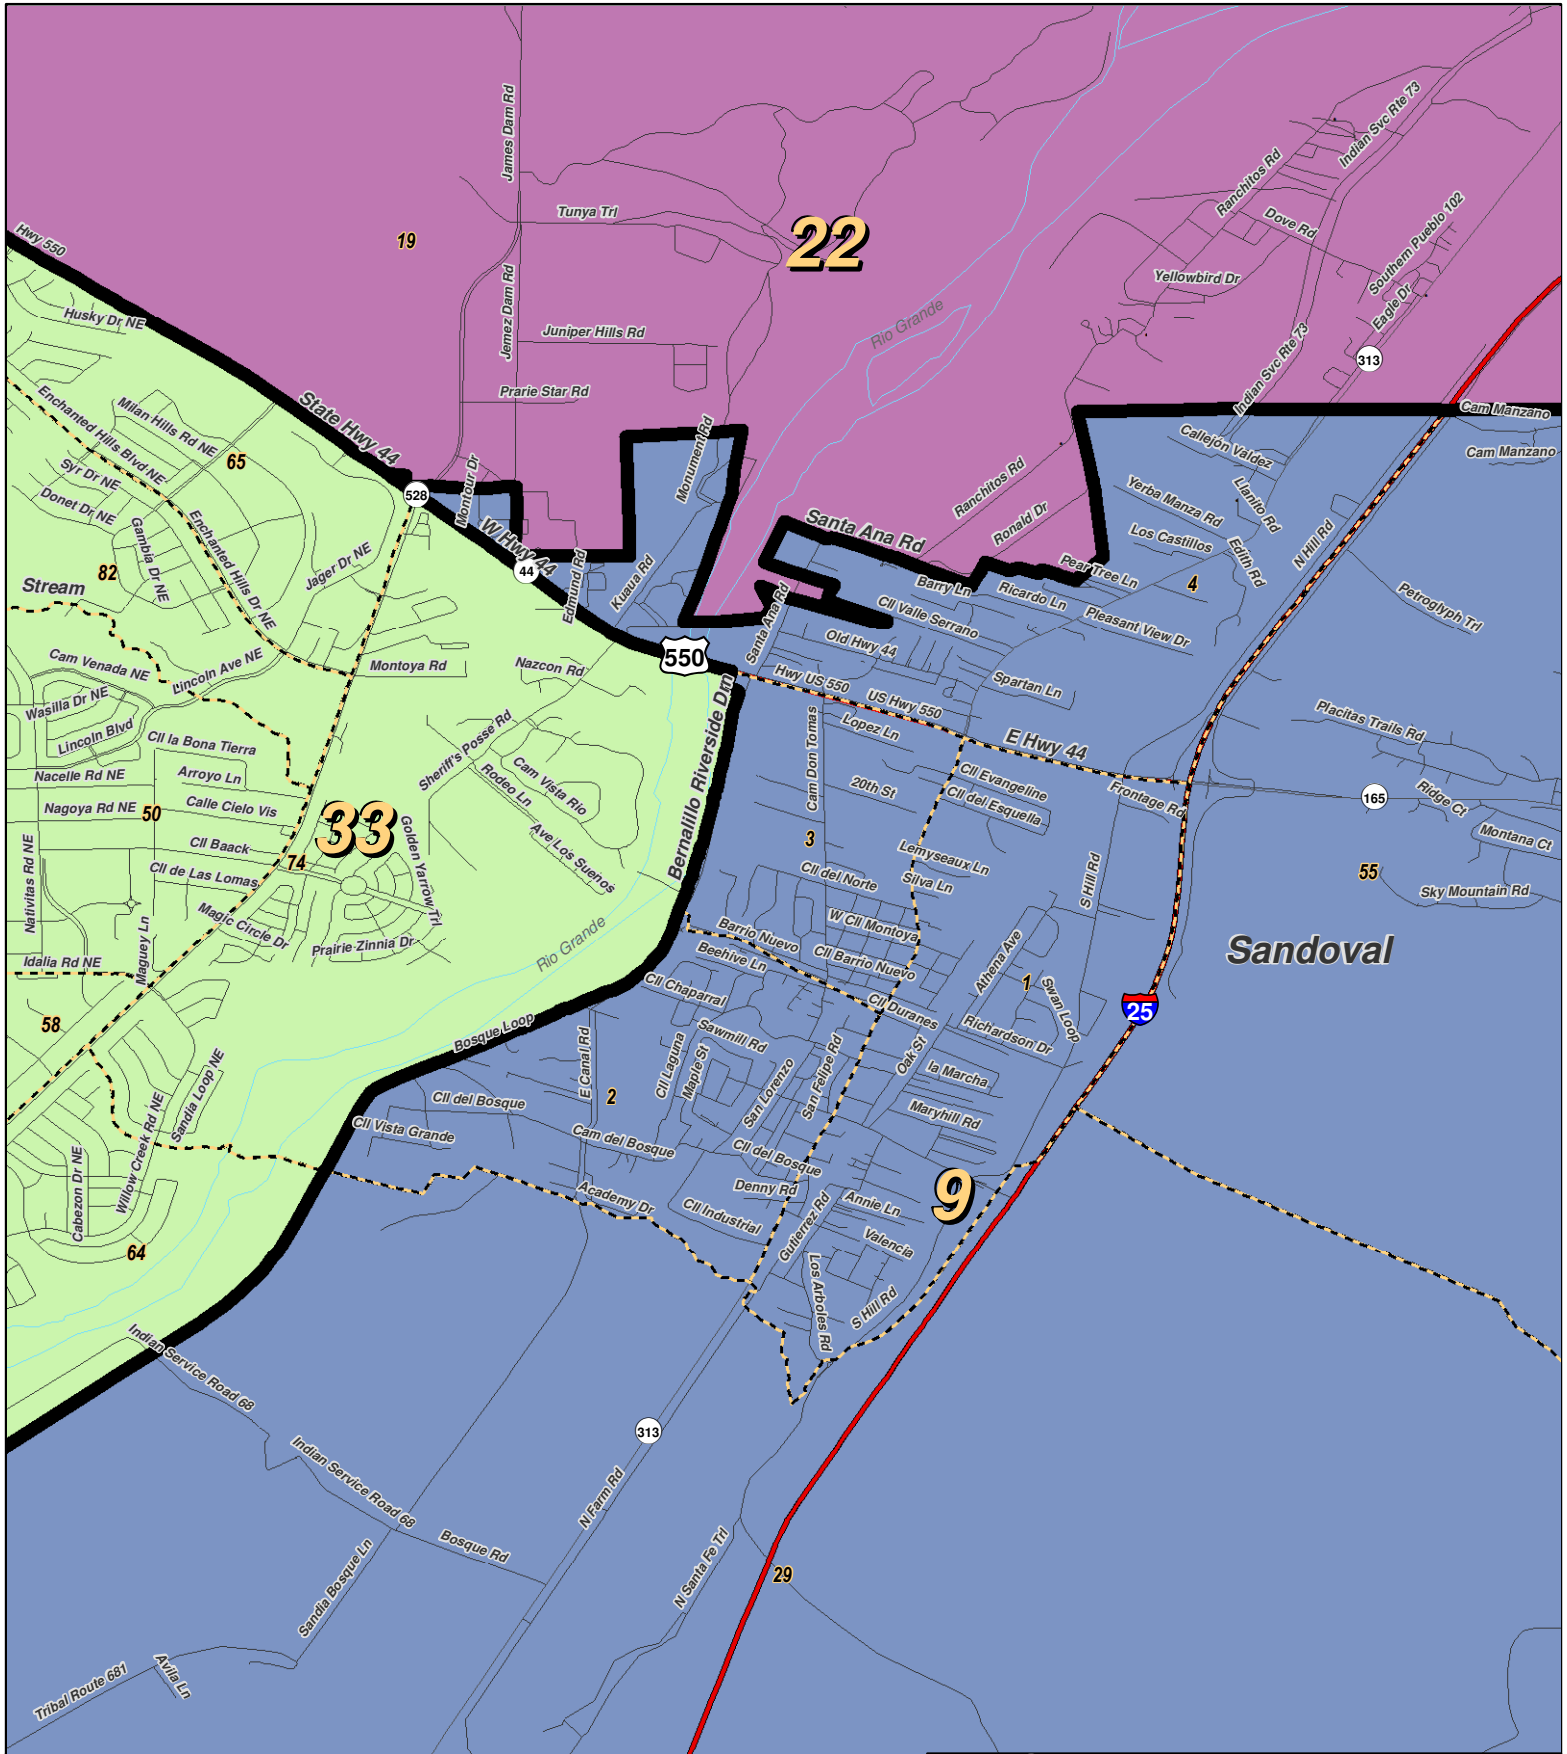 James Dam Rd
Indian Svc Rte 73
Ranchitos Rd
Tunya Trl
Dove Rd
Southern Pueblo 102
Hwy 550
19
22
Yellowbird Dr
Eagle Dr
Jemez Dam Rd
Rio Grande
Husky Dr NE
Juniper Hills Rd
Indian Svc Rte 73
313
Prarie Star Rd
Enchanted Hills Blvd NE
Milan Hills Rd NE
State Hwy 44
Cam Manzano
Monument Rd
Callejón Valdez
Cam Manzano
65
Syr Dr NE
Montour Dr
Ranchitos Rd
Yerba Manza Rd
Llanito Rd
Donet Dr NE
528
W Hwy 44
Santa Ana Rd
Ronald Dr
Los Castillos
N Hill Rd
Gambia Dr NE
Enchanted Hills Dr NE
Jager Dr NE
44
Edmund Rd
Kuaua Rd
Pear Tree Ln
Edith Rd
82
Stream
Barry Ln
Ricardo Ln
4
Petroglyph Trl
Cll Valle Serrano
Pleasant View Dr
Santa Ana Rd
Old Hwy 44
Cam Venada NE
Lincoln Ave NE
Montoya Rd
Nazcon Rd
550
Hwy US 550
US Hwy 550
Spartan Ln
Wasilla Dr NE
Lincoln Blvd
Cll la Bona Tierra
Sheriff's Posse Rd
Bernalillo Riverside Drn
Cam Don Tomas
Lopez Ln
E Hwy 44
Placitas Trails Rd
Nacelle Rd NE
Arroyo Ln
Rodeo Ln
Cam Vista Rio
20th St
Cll Evangeline
Cll del Esquella
Frontage Rd
165
Ridge Ct
Nagoya Rd NE
50
Calle Cielo Vis
33
Golden Yarrow Trl
Ave Los Suenos
3
Montana Ct
Nativitas Rd NE
Cll Baack
74
Cll de Las Lomas
Lemyseaux Ln
Silva Ln
Cll del Norte
S Hill Rd
55
Sky Mountain Rd
Magic Circle Dr
Prairie Zinnia Dr
Rio Grande
W Cll Montoya
Barrio Nuevo
Cll Barrio Nuevo
Beehive Ln
Athena Ave
Sandoval
Idalia Rd NE
Maguey Ln
Cll Chaparral
1
Swan Loop
25
58
Bosque Loop
Cll Duranes
Sawmill Rd
Richardson Dr
Oak St
Sandia Loop NE
E Canal Rd
Cll Laguna
Maple St
San Lorenzo
San Felipe Rd
la Marcha
Cll del Bosque
2
Maryhill Rd
Cll Vista Grande
Cam del Bosque
Cll del Bosque
Willow Creek Rd NE
Cabezon Dr NE
Academy Dr
Denny Rd
Cll Industrial
Gutierrez Rd
Annie Ln
9
Valencia
64
Los Arboles Rd
S Hill Rd
Indian Service Road 68
313
Indian Service Road 68
N Farm Rd
Bosque Rd
Sandia Bosque Ln
N Santa Fe Trl
29
Avila Ln
Tribal Route 681